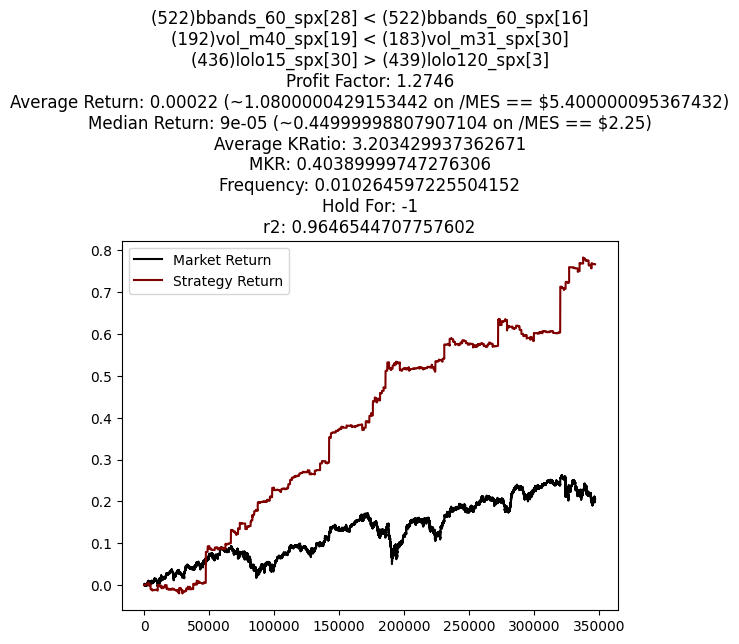 (522)bbands_60_spx[28] < (522)bbands_60_spx[16]
(192)vol_m40_spx[19] < (183)vol_m31_spx[30]
(436)lolo15_spx[30] > (439)lolo120_spx[3]
Profit Factor: 1.2746
Average Return: 0.00022 (~1.0800000429153442 on /MES == $5.400000095367432)
Median Return: 9e-05 (~0.44999998807907104 on /MES == $2.25)
Average KRatio: 3.203429937362671
MKR: 0.40389999747276306
Frequency: 0.010264597225504152
Hold For: -1
r2: 0.9646544707757602
Market Return
Strategy Return
0.8
0.7
0.6
0.5
0.4
0.3
0.2
0.1
0.0
0 50000 100000 150000 200000 250000 300000 350000